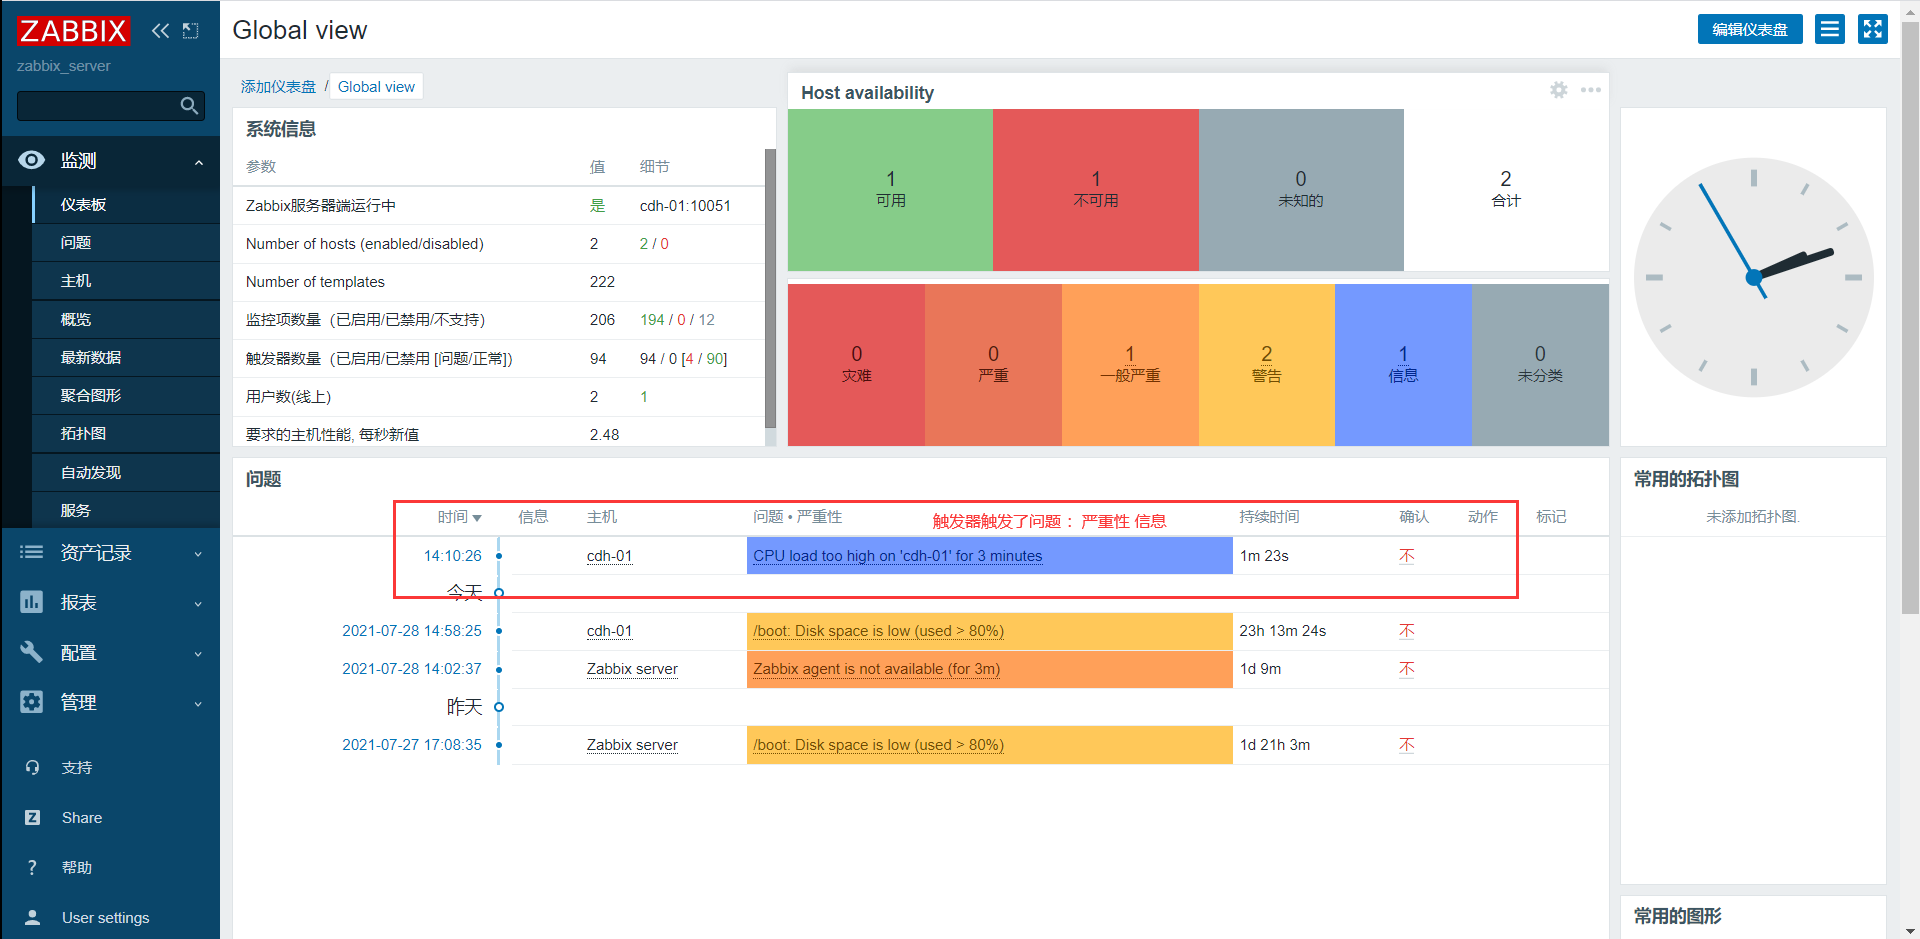 ZABBIX
zabbix_server
监测
仪表板
问题
主机
概览
最新数据
聚合图形
拓扑图
自动发现
服务
资产记录
报表
配置
管理
支持
Share
帮助
User settings
Global view
编辑仪表盘
添加仪表盘 / Global view
系统信息
参数 值 细节
Zabbix服务器端运行中 是 cdh-01:10051
Number of hosts (enabled/disabled) 2 2 / 0
Number of templates 222
监控项数量（已启用/已禁用/不支持） 206 194 / 0 / 12
触发器数量（已启用/已禁用 [问题/正常]） 94 94 / 0 [4 / 90]
用户数(线上) 2 1
要求的主机性能, 每秒新值 2.48
Host availability
1 可用
1 不可用
0 未知的
2 合计
0 灾难
0 严重
1 一般严重
2 警告
1 信息
0 未分类
问题
时间 信息 主机 问题 • 严重性 持续时间 确认 动作 标记
触发器触发了问题： 严重性 信息
14:10:26 cdh-01 CPU load too high on 'cdh-01' for 3 minutes 1m 23s 不
今天
2021-07-28 14:58:25 cdh-01 /boot: Disk space is low (used > 80%) 23h 13m 24s 不
2021-07-28 14:02:37 Zabbix server Zabbix agent is not available (for 3m) 1d 9m 不
昨天
2021-07-27 17:08:35 Zabbix server /boot: Disk space is low (used > 80%) 1d 21h 3m 不
常用的拓扑图
未添加拓扑图.
常用的图形